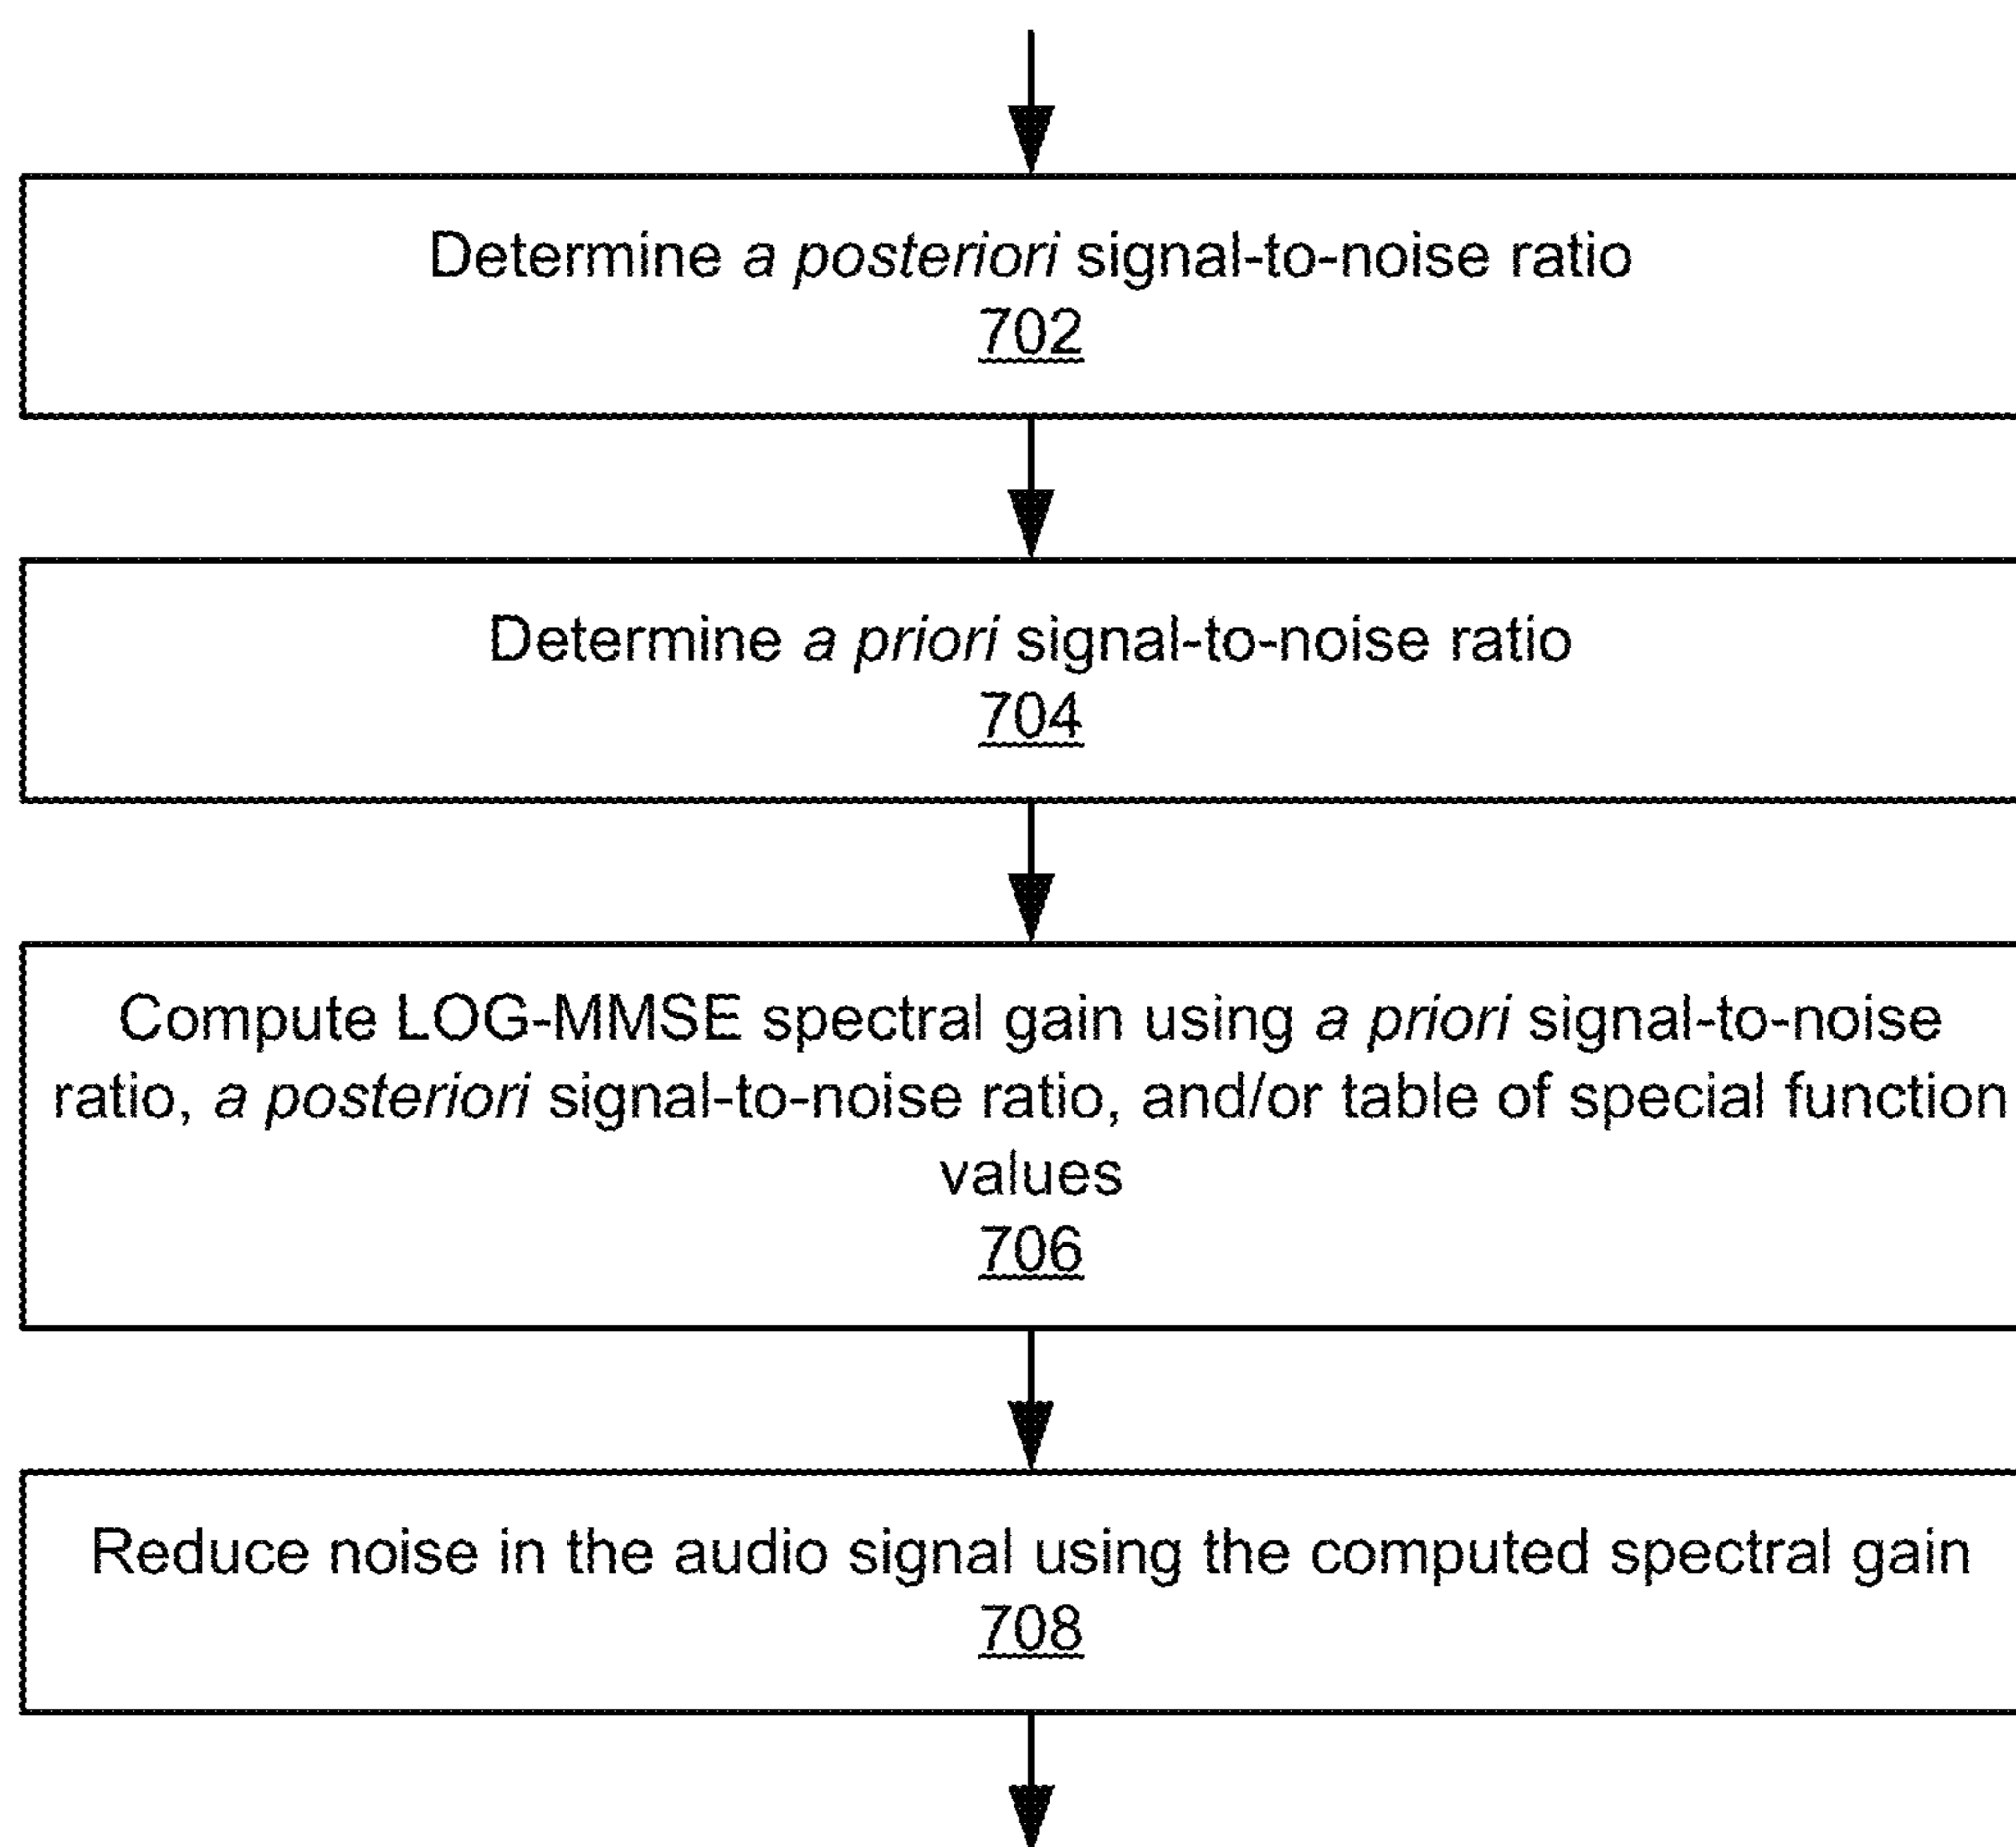 Determine a posteriori signal-to-noise ratio
702
Determine a priori signal-to-noise ratio
704
Compute LOG-MMSE spectral gain using a priori signal-to-noise
ratio, a posteriori signal-to-noise ratio, and/or table of special function
values
706
Reduce noise in the audio signal using the computed spectral gain
708